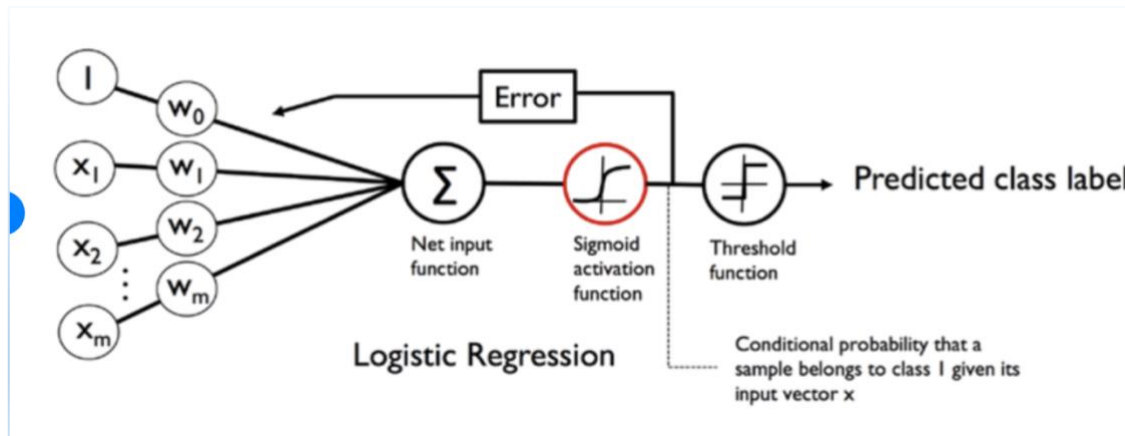 1
w0
Error
x1
w1
Σ
Predicted class label
x2
w2
Net input
function
Sigmoid
activation
function
Threshold
function
wm
xm
Logistic Regression
Conditional probability that a
sample belongs to class 1 given its
input vector x